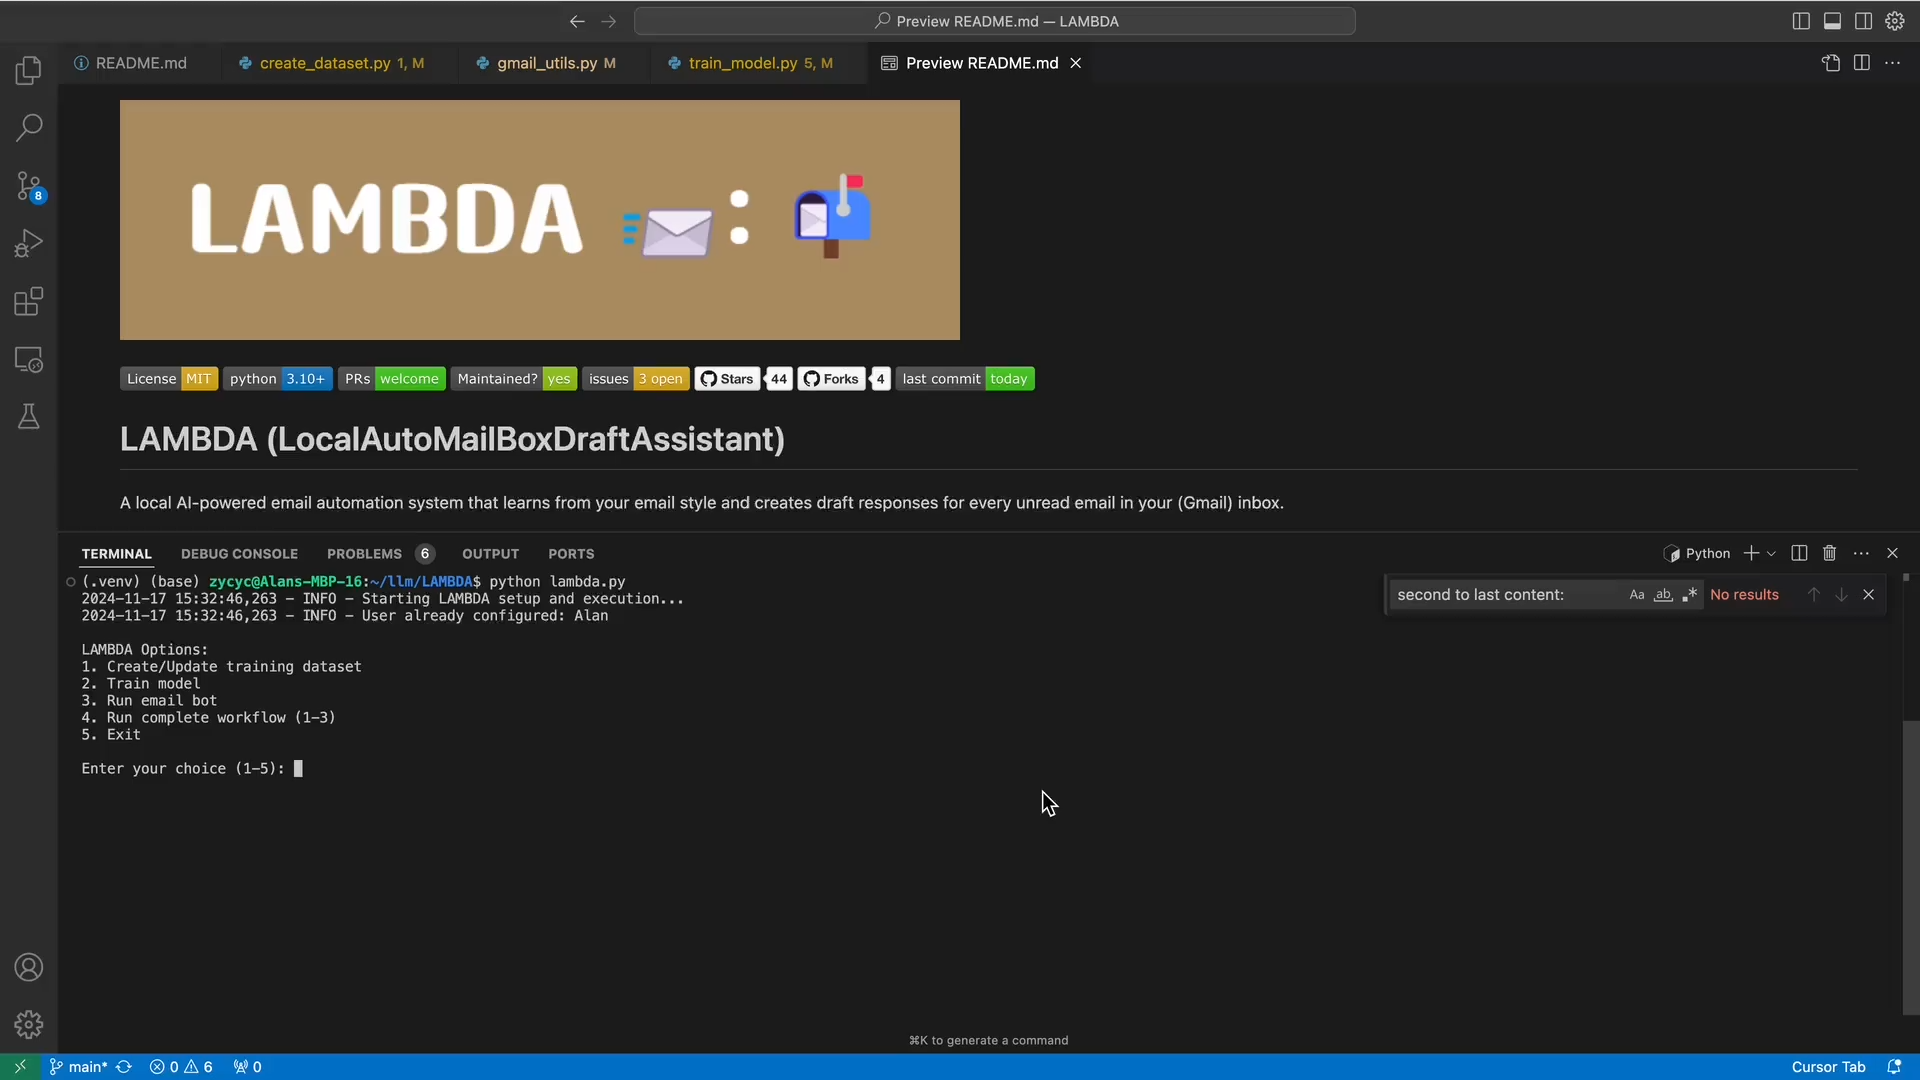 Preview README.md — LAMBDA
README.md
create_dataset.py 1, M
gmail_utils.py M
train_model.py 5, M
Preview README.md
8
LAMBDA :
License MIT
python 3.10+
PRs welcome
Maintained? yes
issues 3 open
Stars 44
Forks 4
last commit today
LAMBDA (LocalAutoMailBoxDraftAssistant)
A local AI-powered email automation system that learns from your email style and creates draft responses for every unread email in your (Gmail) inbox.
TERMINAL
DEBUG CONSOLE
PROBLEMS 6
OUTPUT
PORTS
Python
(.venv) (base) zycyc@Alans-MBP-16:~/llm/LAMBDA$ python lambda.py
second to last content:
Aa
ab
No results
2024-11-17 15:32:46,263 - INFO - Starting LAMBDA setup and execution...
2024-11-17 15:32:46,263 - INFO - User already configured: Alan
LAMBDA Options:
1. Create/Update training dataset
2. Train model
3. Run email bot
4. Run complete workflow (1-3)
5. Exit
Enter your choice (1-5):
⌘K to generate a command
main*
0
6
0
Cursor Tab